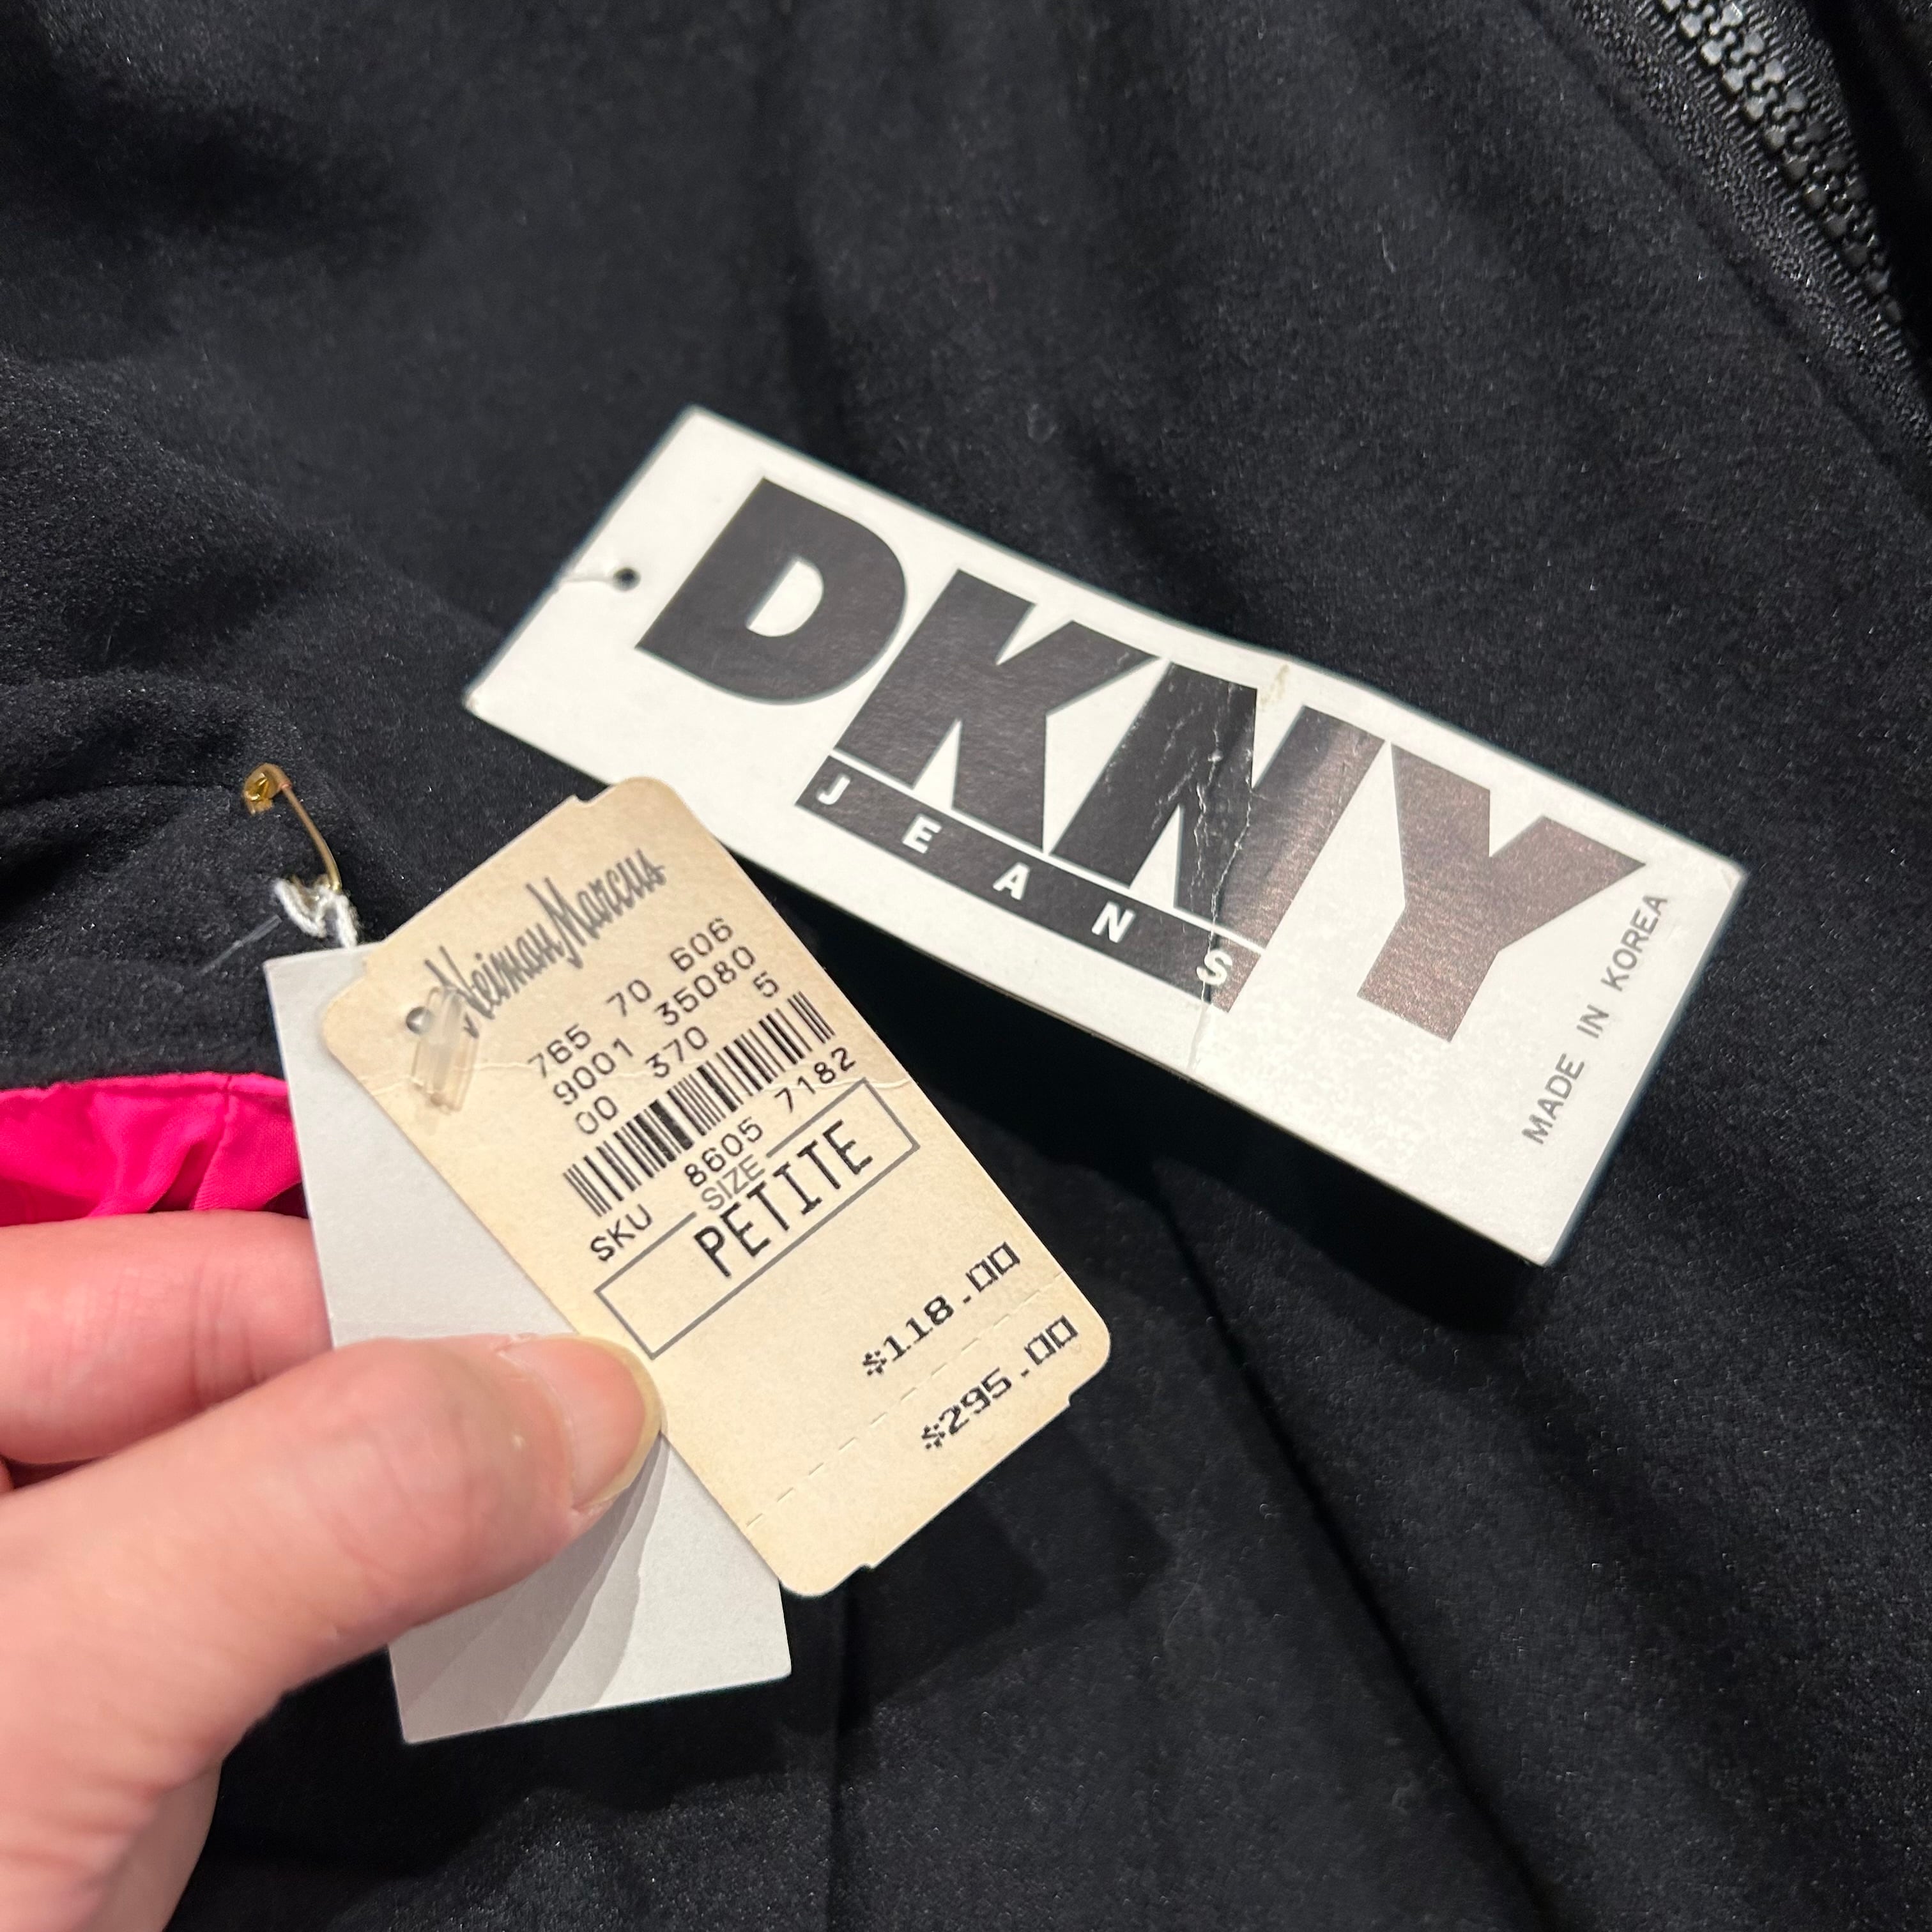 DKNY
JEANS
MADE IN KOREA
Neiman Marcus
765 70 606
9001 35080
00 370 5
SKU 8605 7182
SIZE
PETITE
$118.00
$295.00